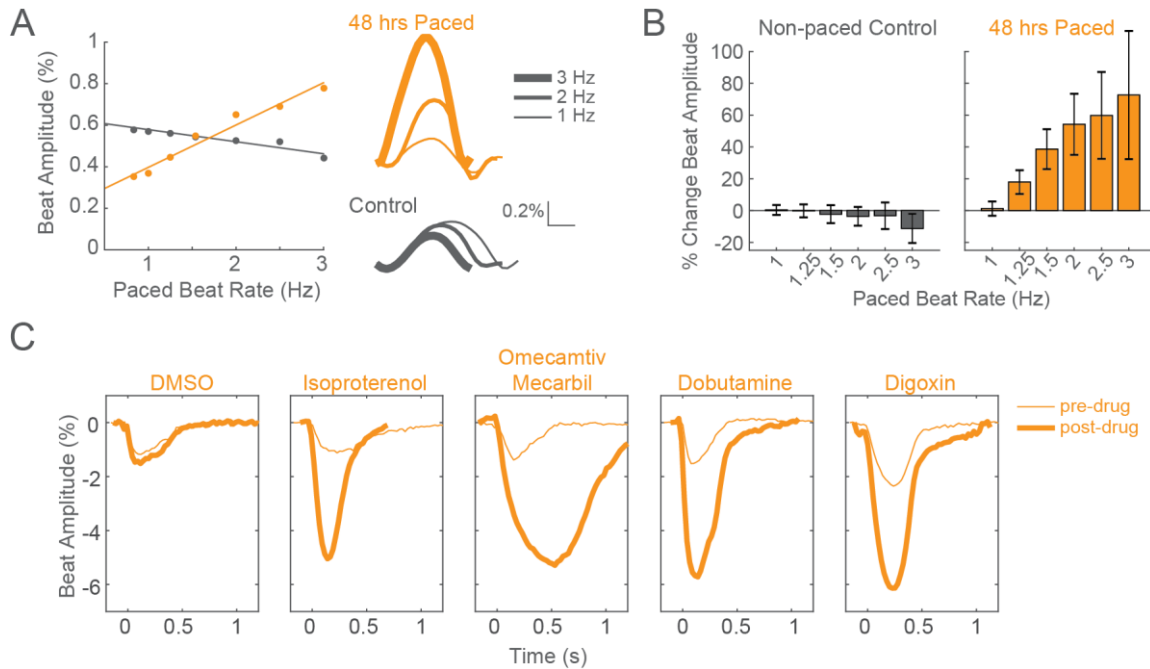 A
48 hrs Paced
1
0.8
0.6
0.4
0.2
0
Beat Amplitude (%)
1 2 3
Paced Beat Rate (Hz)
3 Hz
2 Hz
1 Hz
Control
0.2%
B
Non-paced Control
48 hrs Paced
100
80
60
40
20
0
-20
% Change Beat Amplitude
1 1.25 1.5 2 2.5 3
1 1.25 1.5 2 2.5 3
Paced Beat Rate (Hz)
C
DMSO
Isoproterenol
Omecamtiv
Mecarbil
Dobutamine
Digoxin
0
-2
-4
-6
Beat Amplitude (%)
pre-drug
post-drug
0 0.5 1
0 0.5 1
0 0.5 1
0 0.5 1
0 0.5 1
Time (s)